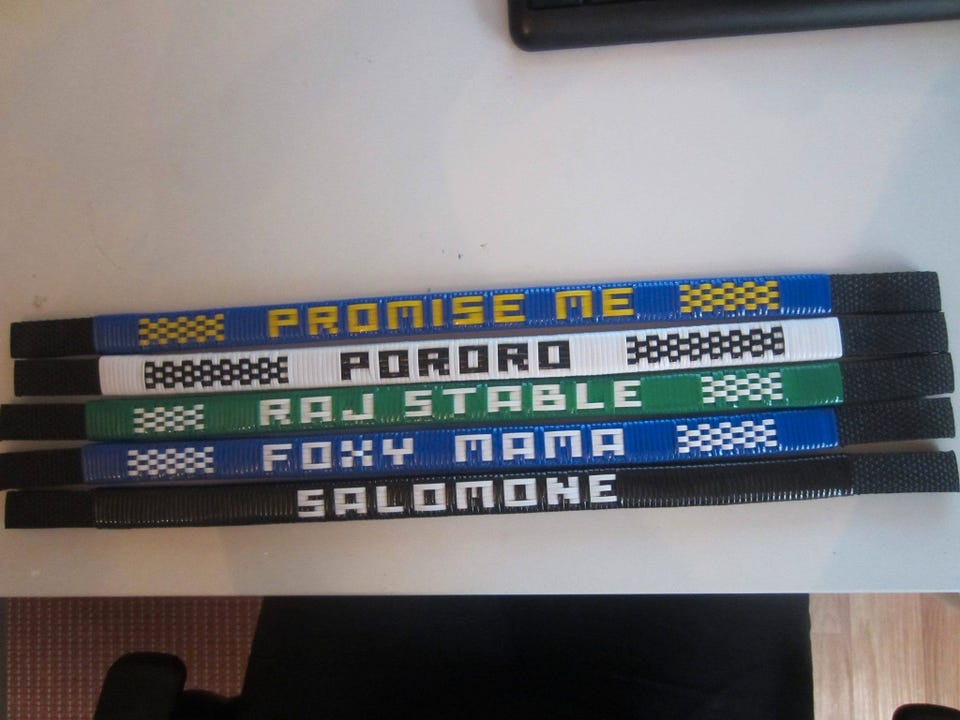 PROMISE ME
PORORO
RAJ STABLE
FOXY MAMA
SALOMONE